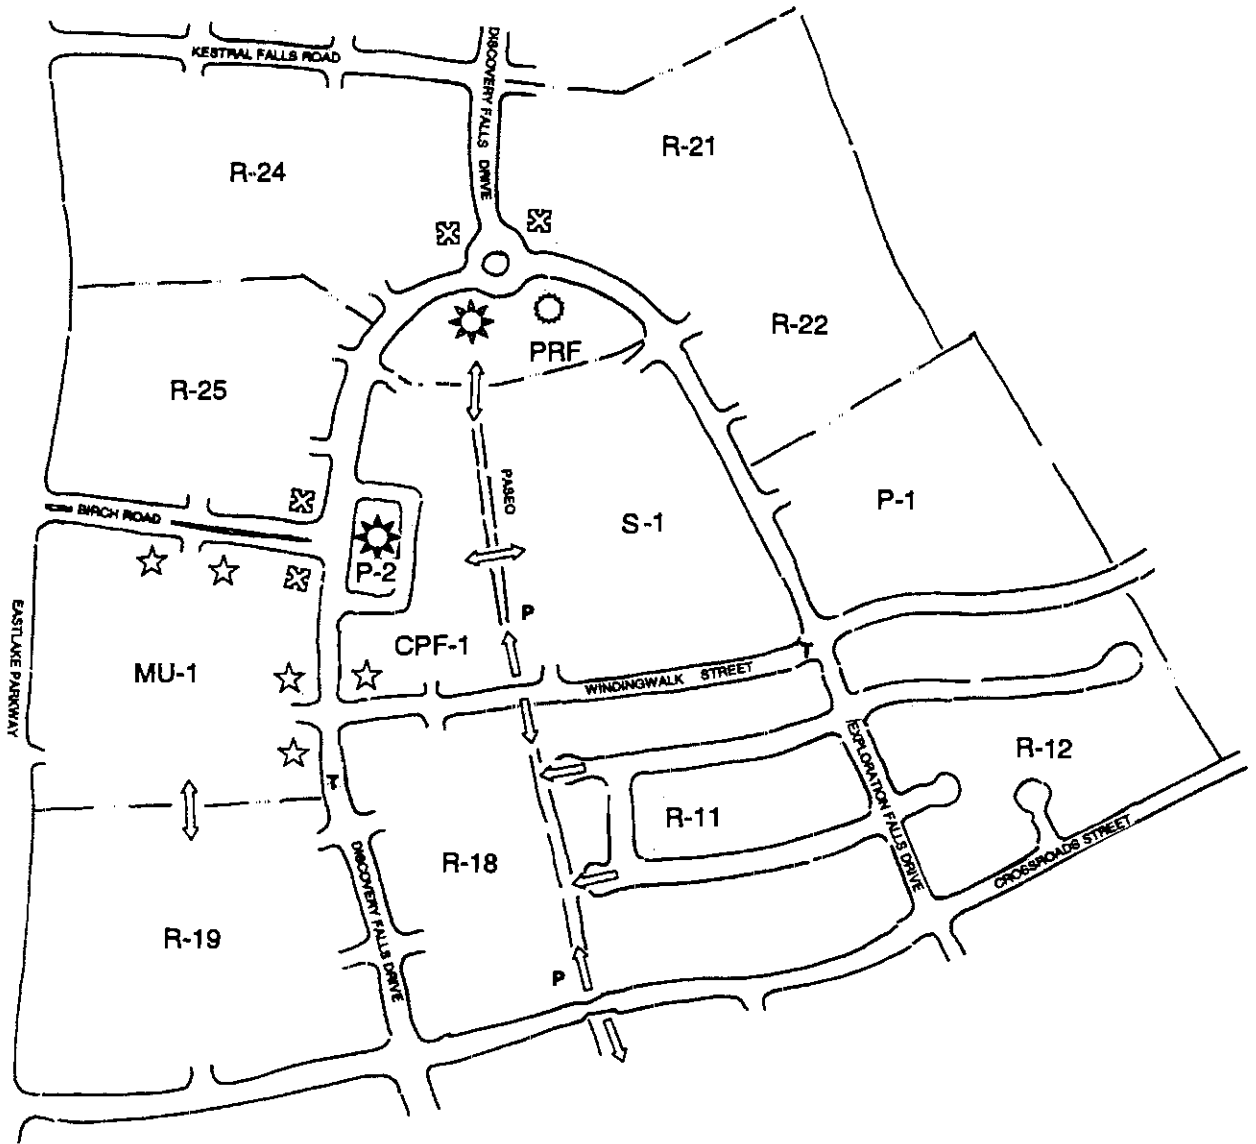 KESTRAL FALLS ROAD
DISCOVERY FALLS DRIVE
R-21
R-24
R-22
PRF
R-25
PASEO
P-1
BIRCH ROAD
S-1
P-2
P
CPF-1
EASTLAKE PARKWAY
MU-1
WINDINGWALK STREET
T
EXPLORATION FALLS DRIVE
R-12
T
R-11
CROSSROADS STREET
R-18
DISCOVERY FALLS DRIVE
R-19
P